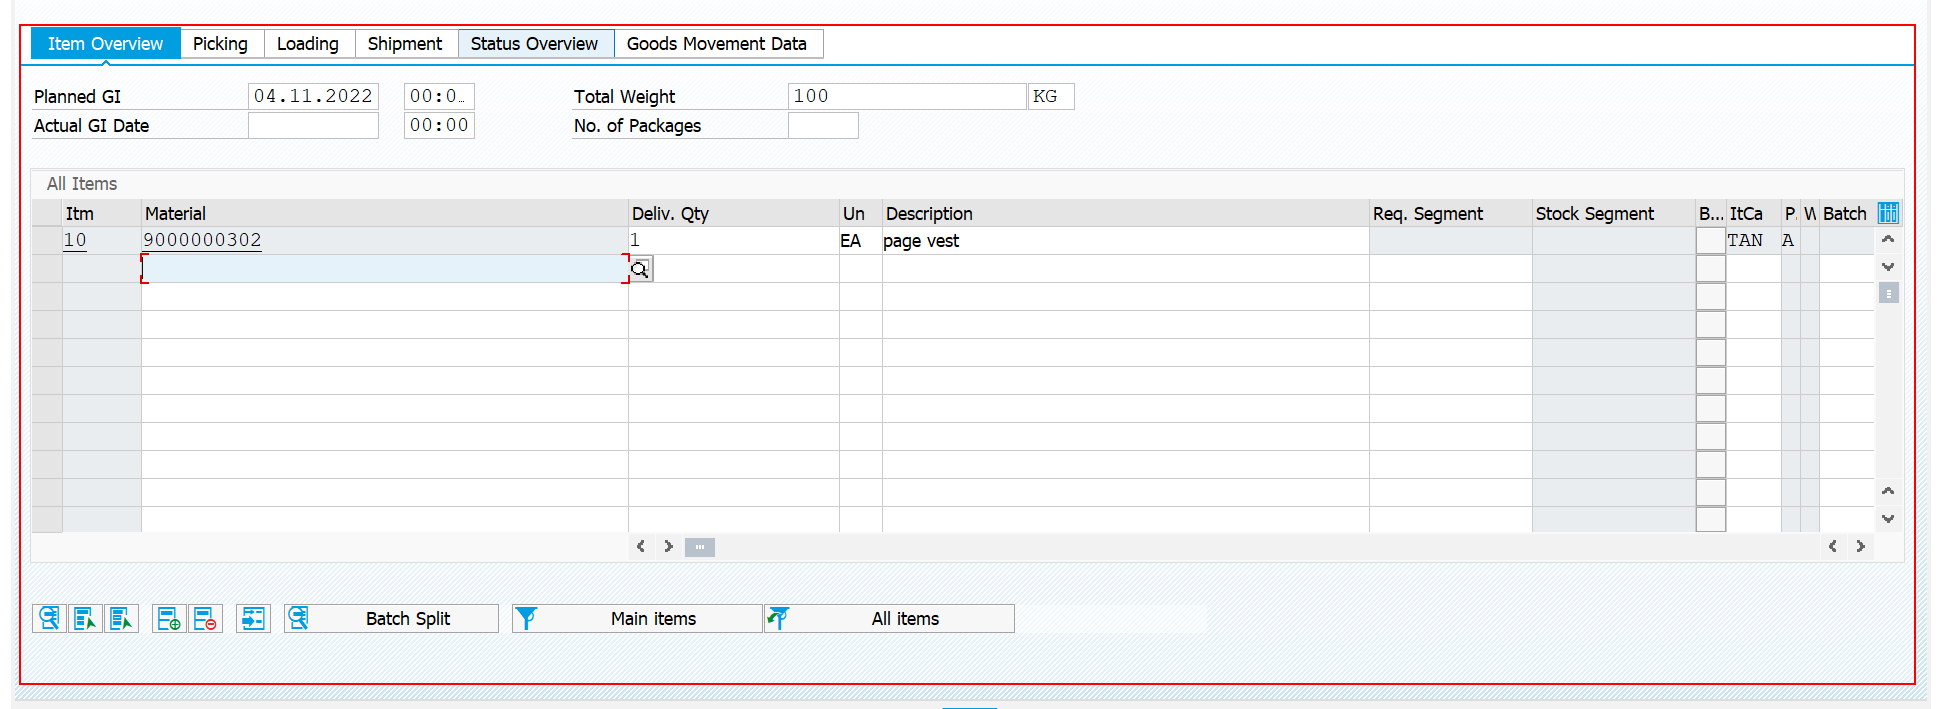 Item Overview Picking Loading Shipment Status Overview Goods Movement Data
Planned GI 04.11.2022 00:0… Total Weight 100 KG
Actual GI Date 00:00 No. of Packages
All Items
Itm Material Deliv. Qty Un Description Req. Segment Stock Segment B... ItCa P. W Batch
10 9000000302 1 EA page vest TAN A
Batch Split Main items All items